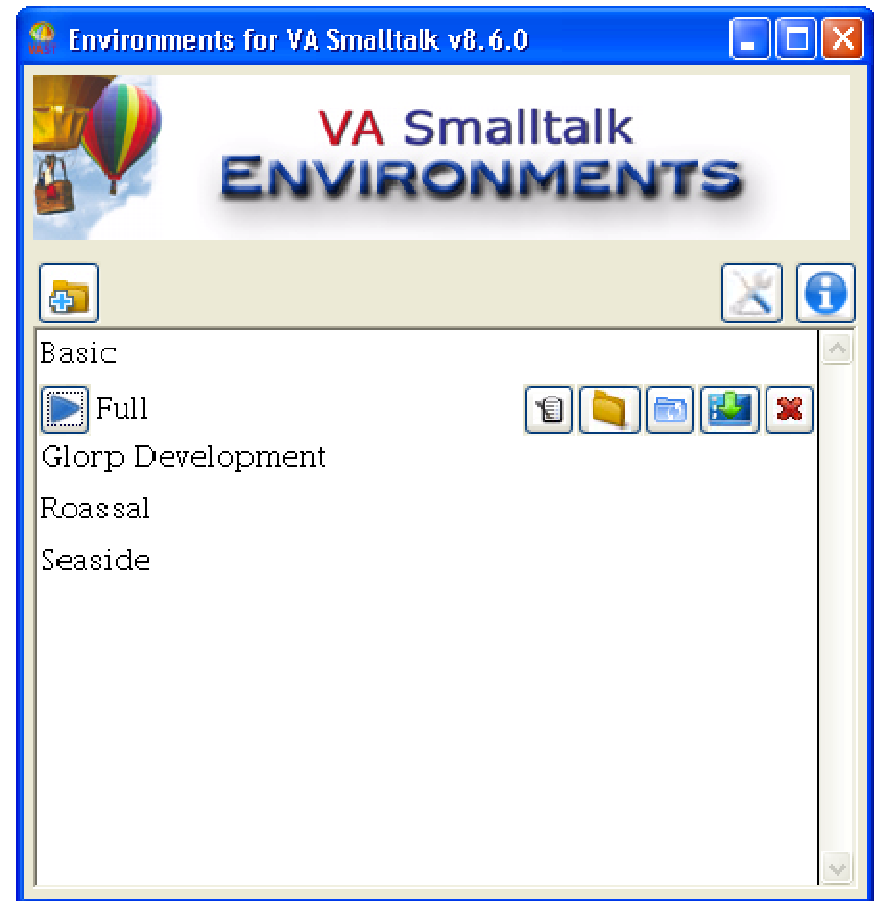 Environments for VA Smalltalk v8.6.0
VA Smalltalk
ENVIRONMENTS
Basic
Full
Glorp Development
Roassal
Seaside